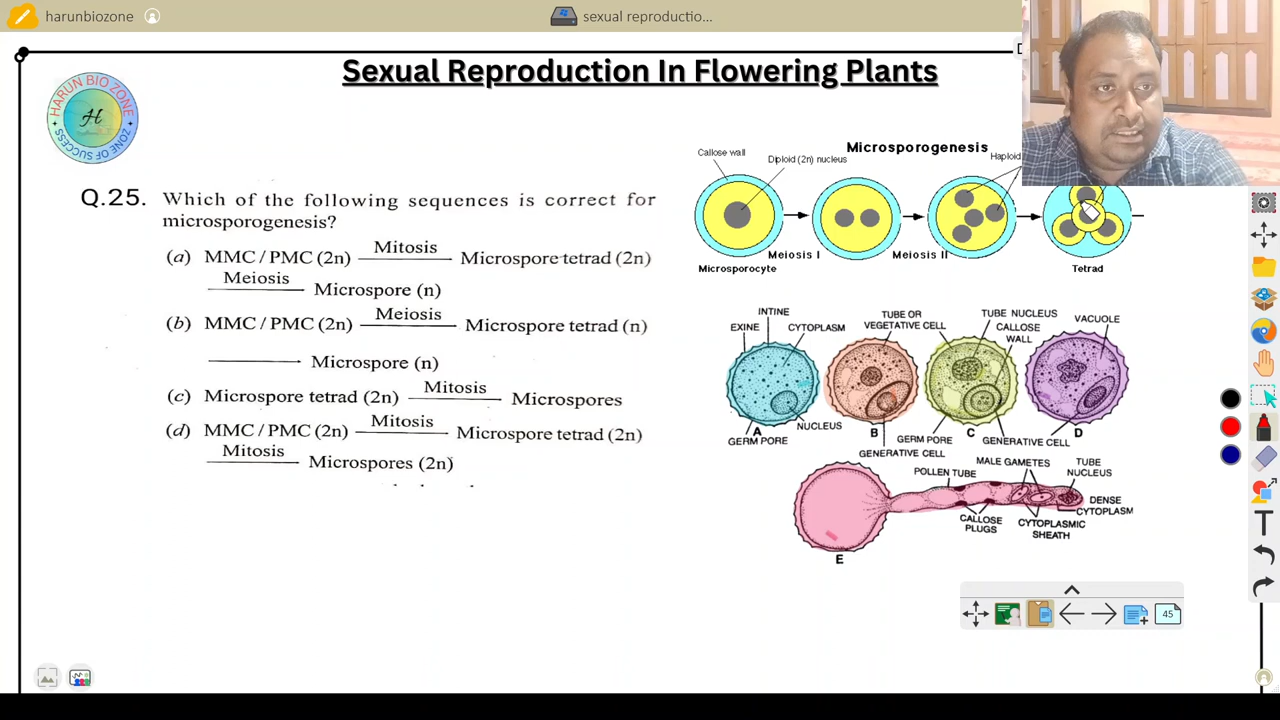 harunbiozone
sexual reproductio...
Sexual Reproduction In Flowering Plants
HARUN BIO ZONE
H
ZONE OF SUCCESS
Q.25. Which of the following sequences is correct for
microsporogenesis?
(a) MMC / PMC (2n) Mitosis Microspore tetrad (2n)
Meiosis Microspore (n)
(b) MMC / PMC (2n) Meiosis Microspore tetrad (n)
Microspore (n)
(c) Microspore tetrad (2n) Mitosis Microspores
(d) MMC / PMC (2n) Mitosis Microspore tetrad (2n)
Mitosis Microspores (2n)
Microsporogenesis
Callose wall
Diploid (2n) nucleus
Haploid
Meiosis I
Meiosis II
Microsporocyte
Tetrad
INTINE
EXINE
CYTOPLASM
TUBE OR
VEGETATIVE CELL
TUBE NUCLEUS
CALLOSE
WALL
VACUOLE
NUCLEUS
A
GERM PORE
B
GENERATIVE CELL
GERM PORE
C
GENERATIVE CELL
D
POLLEN TUBE
MALE GAMETES
TUBE
NUCLEUS
DENSE
CYTOPLASM
CALLOSE
PLUGS
CYTOPLASMIC
SHEATH
E
45
T